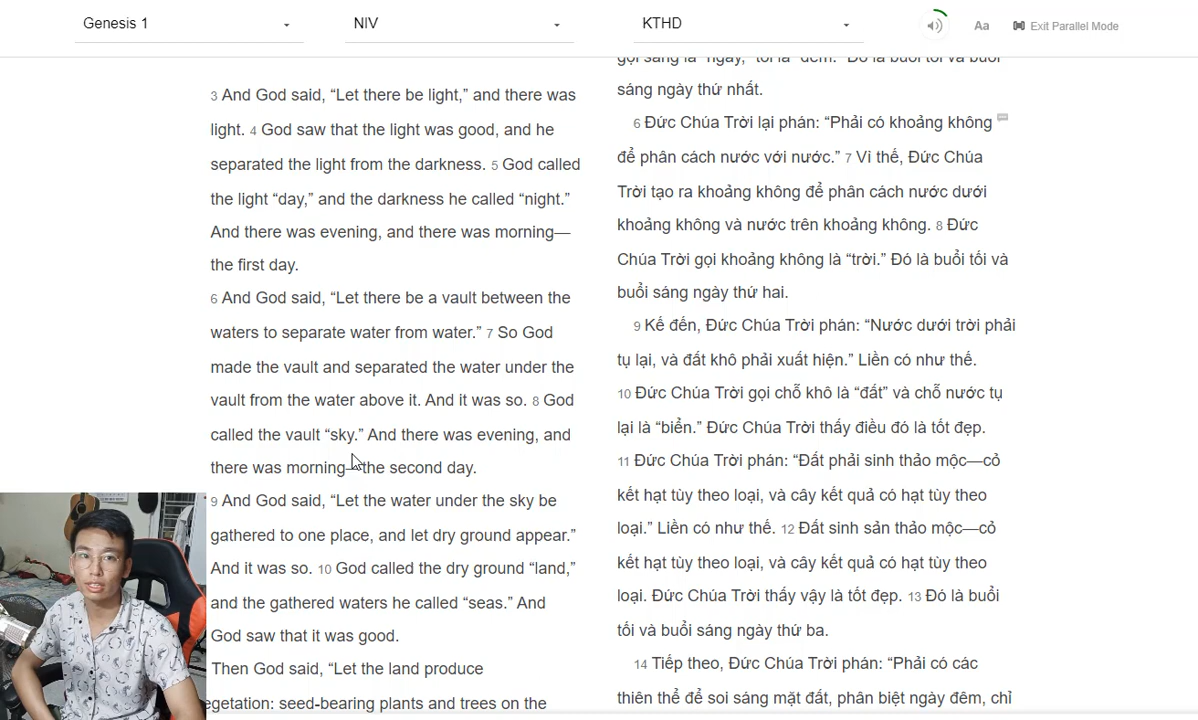 Genesis 1
NIV
KTHD
Aa
Exit Parallel Mode
3 And God said, “Let there be light,” and there was
light. 4 God saw that the light was good, and he
separated the light from the darkness. 5 God called
the light “day,” and the darkness he called “night.”
And there was evening, and there was morning—
the first day.
6 And God said, “Let there be a vault between the
waters to separate water from water.” 7 So God
made the vault and separated the water under the
vault from the water above it. And it was so. 8 God
called the vault “sky.” And there was evening, and
there was morning—the second day.
9 And God said, “Let the water under the sky be
gathered to one place, and let dry ground appear.”
And it was so. 10 God called the dry ground “land,”
and the gathered waters he called “seas.” And
God saw that it was good.
Then God said, “Let the land produce
egetation: seed-bearing plants and trees on the
gọi sáng là “ngày,” tối là “đêm.” Đó là buổi tối và buổi
sáng ngày thứ nhất.
6 Đức Chúa Trời lại phán: “Phải có khoảng không
để phân cách nước với nước.” 7 Vì thế, Đức Chúa
Trời tạo ra khoảng không để phân cách nước dưới
khoảng không và nước trên khoảng không. 8 Đức
Chúa Trời gọi khoảng không là “trời.” Đó là buổi tối và
buổi sáng ngày thứ hai.
9 Kế đến, Đức Chúa Trời phán: “Nước dưới trời phải
tụ lại, và đất khô phải xuất hiện.” Liền có như thế.
10 Đức Chúa Trời gọi chỗ khô là “đất” và chỗ nước tụ
lại là “biển.” Đức Chúa Trời thấy điều đó là tốt đẹp.
11 Đức Chúa Trời phán: “Đất phải sinh thảo mộc—cỏ
kết hạt tùy theo loại, và cây kết quả có hạt tùy theo
loại.” Liền có như thế. 12 Đất sinh sản thảo mộc—cỏ
kết hạt tùy theo loại, và cây kết quả có hạt tùy theo
loại. Đức Chúa Trời thấy vậy là tốt đẹp. 13 Đó là buổi
tối và buổi sáng ngày thứ ba.
14 Tiếp theo, Đức Chúa Trời phán: “Phải có các
thiên thể để soi sáng mặt đất, phân biệt ngày đêm, chỉ